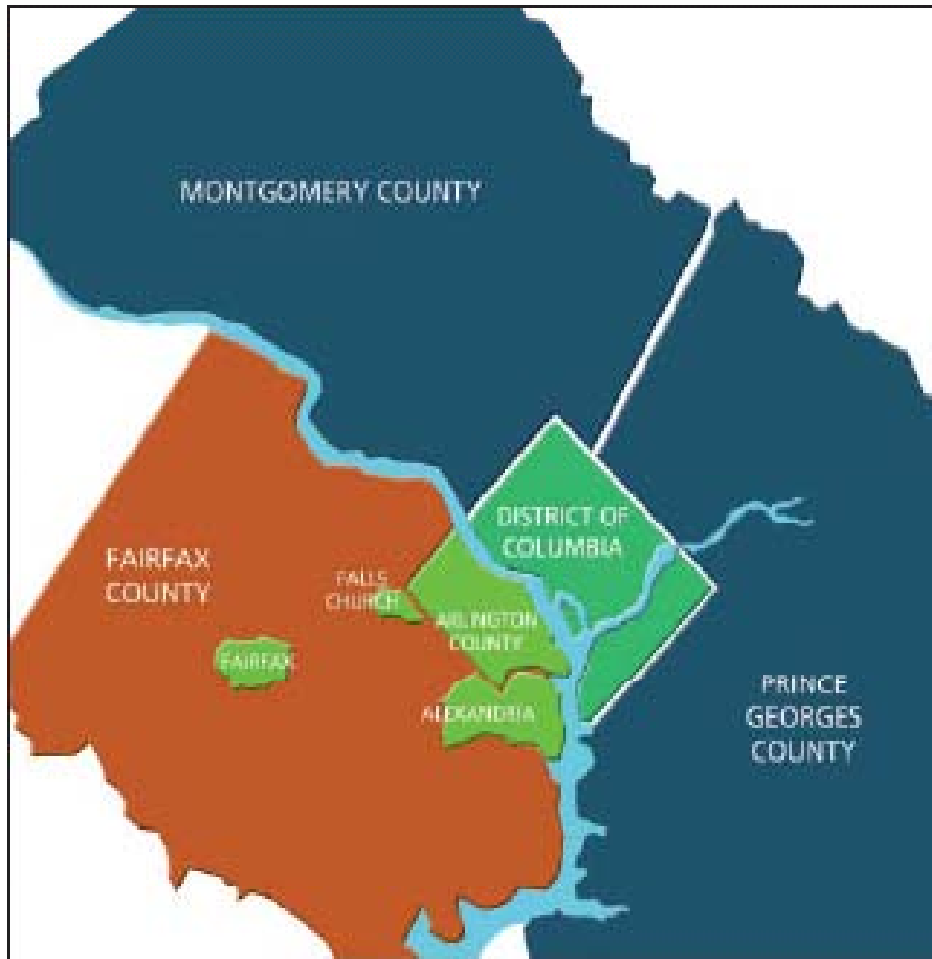 MONTGOMERY COUNTY
DISTRICT OF
COLUMBIA
FAIRFAX
COUNTY
FALLS
CHURCH
ARLINGTON
COUNTY
FAIRFAX
ALEXANDRIA
PRINCE
GEORGES
COUNTY